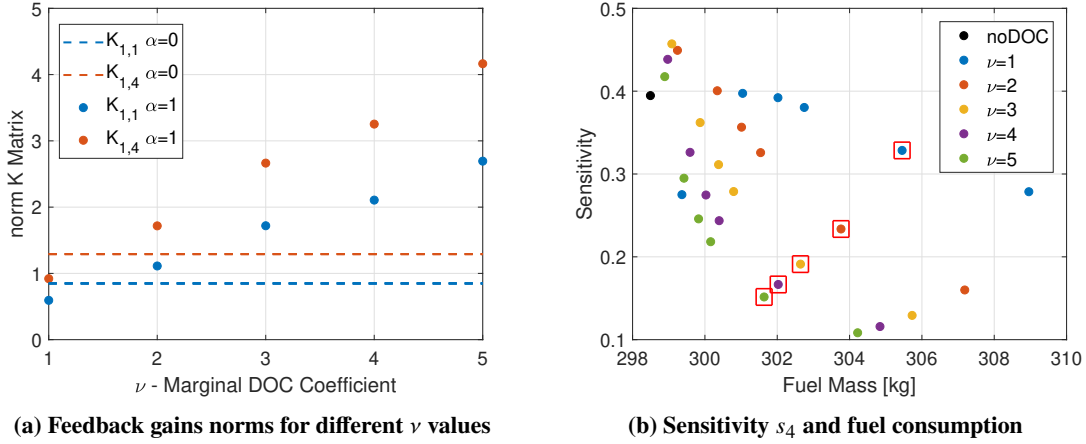 5
4
3
2
1
0
norm K Matrix
K1,1 α=0
K1,4 α=0
K1,1 α=1
K1,4 α=1
1 2 3 4 5
ν - Marginal DOC Coefficient
(a) Feedback gains norms for different ν values
0.5
0.4
0.3
0.2
0.1
Sensitivity
noDOC
ν=1
ν=2
ν=3
ν=4
ν=5
298 300 302 304 306 308 310
Fuel Mass [kg]
(b) Sensitivity s4 and fuel consumption